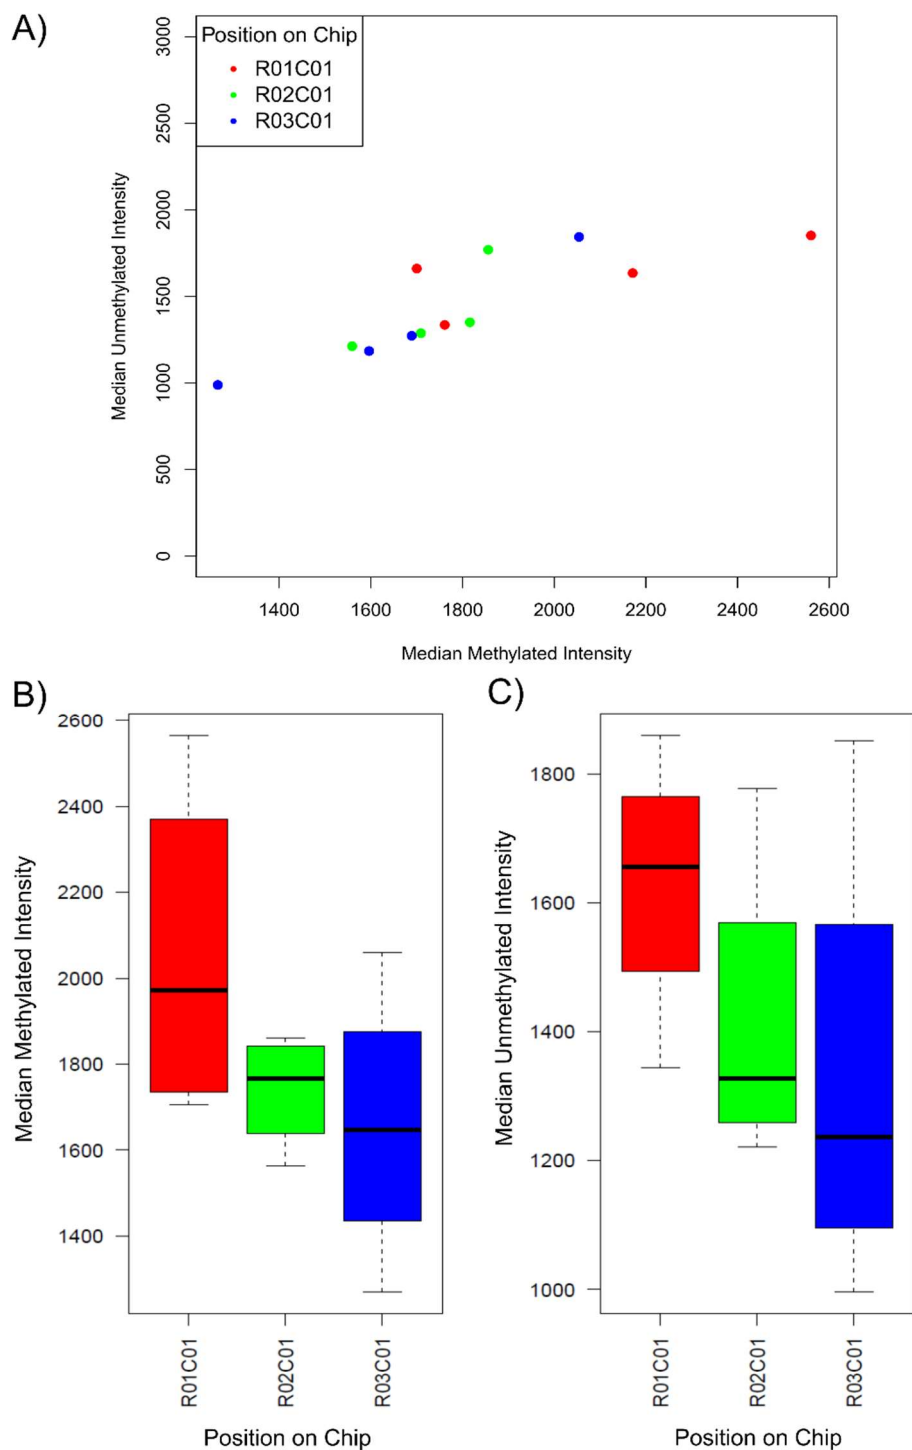 A)
Position on Chip
R01C01
R02C01
R03C01
Median Unmethylated Intensity
3000
2500
2000
1500
1000
500
0
1400 1600 1800 2000 2200 2400 2600
Median Methylated Intensity
B)
Median Methylated Intensity
2600
2400
2200
2000
1800
1600
1400
R01C01 R02C01 R03C01
Position on Chip
C)
Median Unmethylated Intensity
1800
1600
1400
1200
1000
R01C01 R02C01 R03C01
Position on Chip